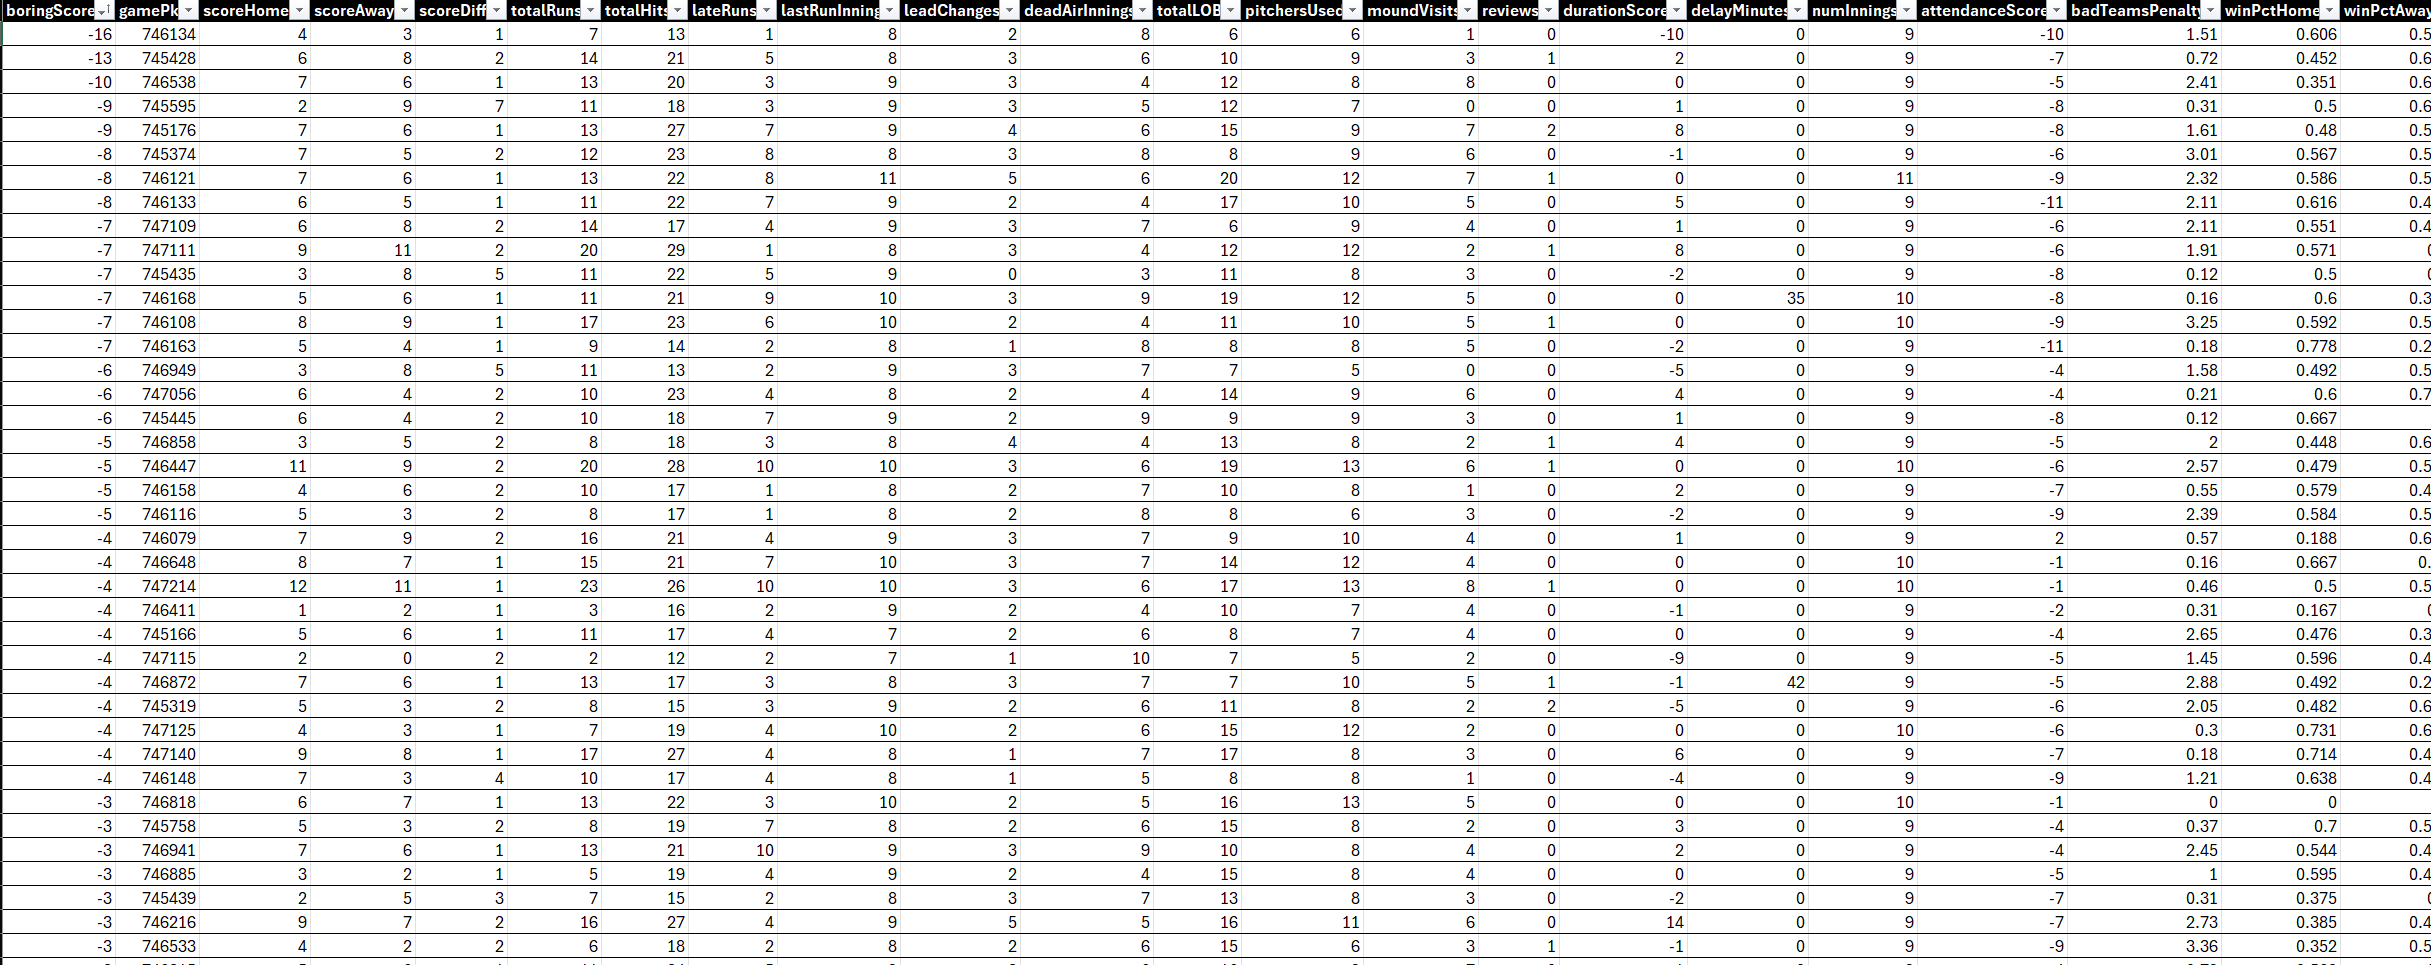 boringScore gamePk scoreHome scoreAway scoreDiff totalRuns totalHits lateRuns lastRunInning leadChanges deadAirInnings totalLOB pitchersUsed moundVisits reviews durationScore delayMinutes numInnings attendanceScore badTeamsPenalty winPctHome winPctAway
-16 746134 4 3 1 7 13 1 8 2 8 6 6 1 0 -10 0 9 -10 1.51 0.606 0.5
-13 745428 6 8 2 14 21 5 8 3 6 10 9 3 1 2 0 9 -7 0.72 0.452 0.6
-10 746538 7 6 1 13 20 3 9 3 4 12 8 8 0 0 0 9 -5 2.41 0.351 0.6
-9 745595 2 9 7 11 18 3 9 3 5 12 7 0 0 1 0 9 -8 0.31 0.5 0.6
-9 745176 7 6 1 13 27 7 9 4 6 15 9 7 2 8 0 9 -8 1.61 0.48 0.5
-8 745374 7 5 2 12 23 8 8 3 8 8 9 6 0 -1 0 9 -6 3.01 0.567 0.5
-8 746121 7 6 1 13 22 8 11 5 6 20 12 7 1 0 0 11 -9 2.32 0.586 0.5
-8 746133 6 5 1 11 22 7 9 2 4 17 10 5 0 5 0 9 -11 2.11 0.616 0.4
-7 747109 6 8 2 14 17 4 9 3 7 6 9 4 0 1 0 9 -6 2.11 0.551 0.4
-7 747111 9 11 2 20 29 1 8 3 4 12 12 2 1 8 0 9 -6 1.91 0.571
-7 745435 3 8 5 11 22 5 9 0 3 11 8 3 0 -2 0 9 -8 0.12 0.5
-7 746168 5 6 1 11 21 9 10 3 9 19 12 5 0 0 35 10 -8 0.16 0.6 0.3
-7 746108 8 9 1 17 23 6 10 2 4 11 10 5 1 0 0 10 -9 3.25 0.592 0.5
-7 746163 5 4 1 9 14 2 8 1 8 8 8 5 0 -2 0 9 -11 0.18 0.778 0.2
-6 746949 3 8 5 11 13 2 9 3 7 7 5 0 0 -5 0 9 -4 1.58 0.492 0.5
-6 747056 6 4 2 10 23 4 8 2 4 14 9 6 0 4 0 9 -4 0.21 0.6 0.7
-6 745445 6 4 2 10 18 7 9 2 9 9 9 3 0 1 0 9 -8 0.12 0.667
-5 746858 3 5 2 8 18 3 8 4 4 13 8 2 1 4 0 9 -5 2 0.448 0.6
-5 746447 11 9 2 20 28 10 10 3 6 19 13 6 1 0 0 10 -6 2.57 0.479 0.5
-5 746158 4 6 2 10 17 1 8 2 7 10 8 1 0 2 0 9 -7 0.55 0.579 0.4
-5 746116 5 3 2 8 17 1 8 2 8 8 6 3 0 -2 0 9 -9 2.39 0.584 0.5
-4 746079 7 9 2 16 21 4 9 3 7 9 10 4 0 1 0 9 2 0.57 0.188 0.6
-4 746648 8 7 1 15 21 7 10 3 7 14 12 4 0 0 0 10 -1 0.16 0.667 0.
-4 747214 12 11 1 23 26 10 10 3 6 17 13 8 1 0 0 10 -1 0.46 0.5 0.5
-4 746411 1 2 1 3 16 2 9 2 4 10 7 4 0 -1 0 9 -2 0.31 0.167
-4 745166 5 6 1 11 17 4 7 2 6 8 7 4 0 0 0 9 -4 2.65 0.476 0.3
-4 747115 2 0 2 2 12 2 7 1 10 7 5 2 0 -9 0 9 -5 1.45 0.596 0.4
-4 746872 7 6 1 13 17 3 8 3 7 7 10 5 1 -1 42 9 -5 2.88 0.492 0.2
-4 745319 5 3 2 8 15 3 9 2 6 11 8 2 2 -5 0 9 -6 2.05 0.482 0.6
-4 747125 4 3 1 7 19 4 10 2 6 15 12 2 0 0 0 10 -6 0.3 0.731 0.6
-4 747140 9 8 1 17 27 4 8 1 7 17 8 3 0 6 0 9 -7 0.18 0.714 0.4
-4 746148 7 3 4 10 17 4 8 1 5 8 8 1 0 -4 0 9 -9 1.21 0.638 0.4
-3 746818 6 7 1 13 22 3 10 2 5 16 13 5 0 0 0 10 -1 0 0
-3 745758 5 3 2 8 19 7 8 2 6 15 8 2 0 3 0 9 -4 0.37 0.7 0.5
-3 746941 7 6 1 13 21 10 9 3 9 10 8 4 0 2 0 9 -4 2.45 0.544 0.4
-3 746885 3 2 1 5 19 4 9 2 4 15 8 4 0 0 0 9 -5 1 0.595 0.4
-3 745439 2 5 3 7 15 2 8 3 7 13 8 3 0 -2 0 9 -7 0.31 0.375
-3 746216 9 7 2 16 27 4 9 5 5 16 11 6 0 14 0 9 -7 2.73 0.385 0.4
-3 746533 4 2 2 6 18 2 8 2 6 15 6 3 1 -1 0 9 -9 3.36 0.352 0.5